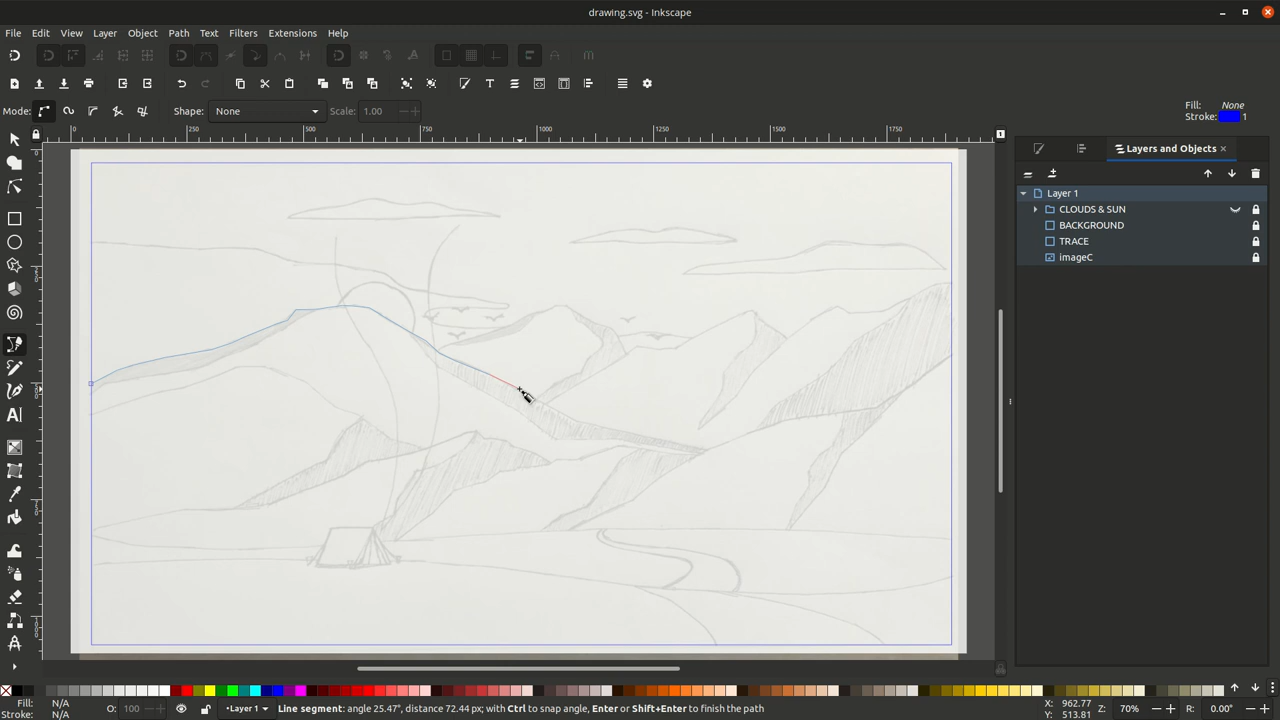 drawing.svg - Inkscape
File Edit View Layer Object Path Text Filters Extensions Help
Mode: Shape: None Scale: 1.00
Fill: None
Stroke: 1
0 250 500 750 1000 1250 1500 1750
1
Layers and Objects
Layer 1
CLOUDS & SUN
BACKGROUND
TRACE
imageC
Fill: N/A
Stroke: N/A
O: 100
•Layer 1
Line segment: angle 25.47°, distance 72.44 px; with Ctrl to snap angle, Enter or Shift+Enter to finish the path
X: 962.77
Y: 513.81
Z: 70%
R: 0.00°